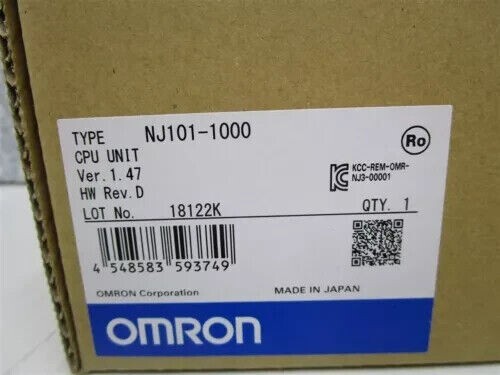 TYPE NJ101-1000
CPU UNIT
Ver.1.47
HW Rev.D
LOT No. 18122K
Ro
KCC-REM-OMR-
NJ3-00001
QTY. 1
4 548583 593749
OMRON Corporation
MADE IN JAPAN
OMRON